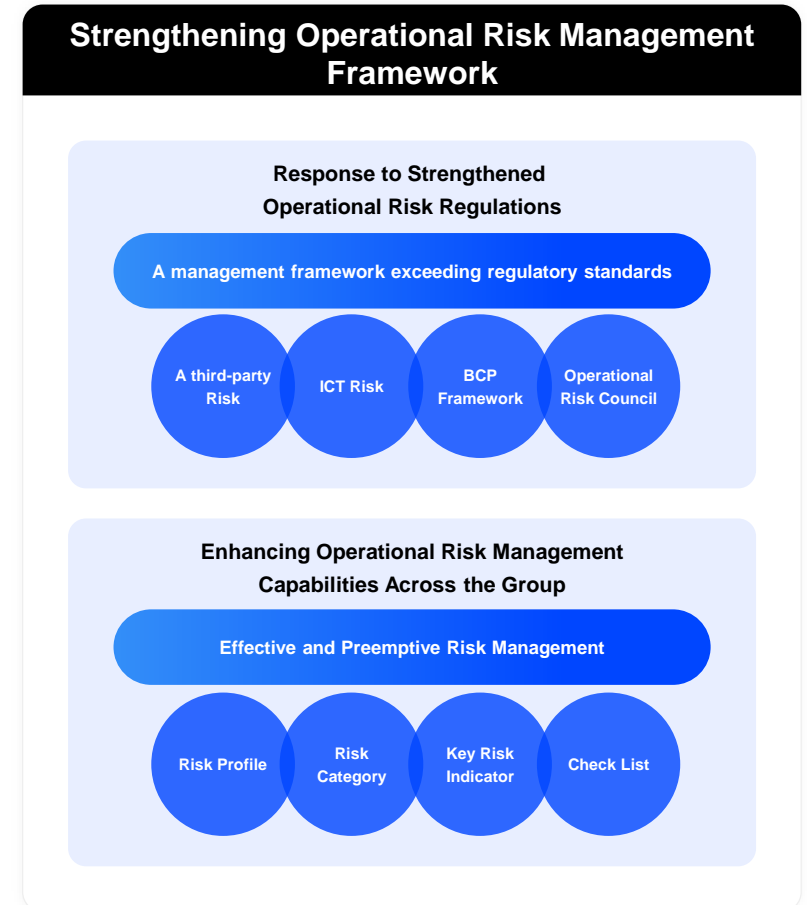 Strengthening Operational Risk Management
Framework
Response to Strengthened
Operational Risk Regulations
A management framework exceeding regulatory standards
A third-party
Risk
ICT Risk
BCP
Framework
Operational
Risk Council
Enhancing Operational Risk Management
Capabilities Across the Group
Effective and Preemptive Risk Management
Risk Profile
Risk
Category
Key Risk
Indicator
Check List